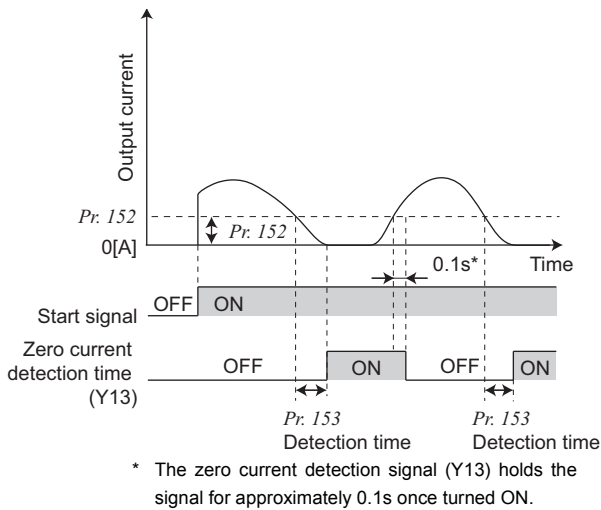 Output current
Pr. 152
Pr. 152
0[A]
0.1s*
Time
OFF ON
Start signal
Zero current
detection time
(Y13)
OFF ON OFF ON
Pr. 153
Detection time
Pr. 153
Detection time
* The zero current detection signal (Y13) holds the
signal for approximately 0.1s once turned ON.